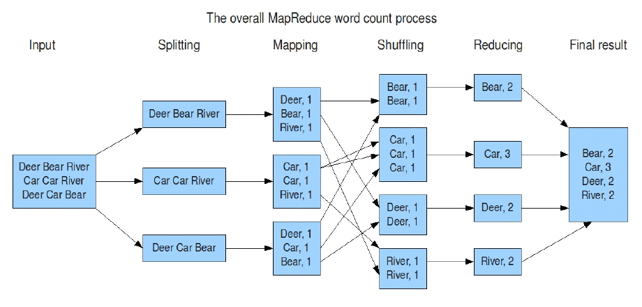 The overall MapReduce word count process
Input
Splitting
Mapping
Shuffling
Reducing
Final result
Deer Bear River
Car Car River
Deer Car Bear
Deer Bear River
Car Car River
Deer Car Bear
Deer, 1
Bear, 1
River, 1
Car, 1
Car, 1
River, 1
Deer, 1
Car, 1
Bear, 1
Bear, 1
Bear, 1
Car, 1
Car, 1
Car, 1
Deer, 1
Deer, 1
River, 1
River, 1
Bear, 2
Car, 3
Deer, 2
River, 2
Bear, 2
Car, 3
Deer, 2
River, 2